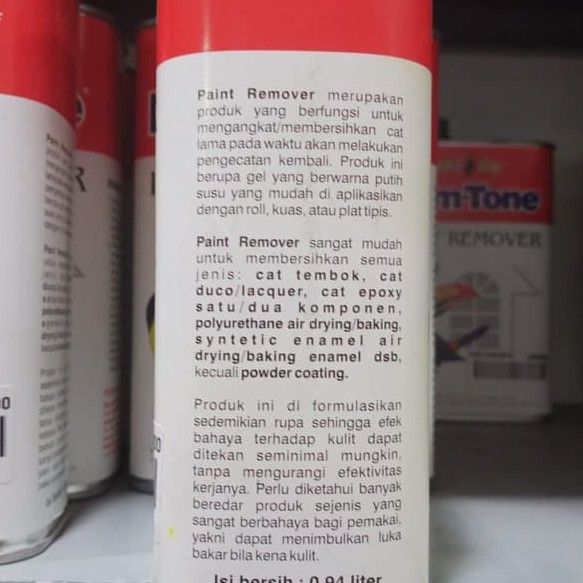 Paint Remover merupakan
produk yang berfungsi untuk
mengangkat/membersihkan cat
lama pada waktu akan melakukan
pengecatan kembali. Produk ini
berupa gel yang berwarna putih
susu yang mudah di aplikasikan
dengan roll, kuas, atau plat tipis.
Paint Remover sangat mudah
untuk membersihkan semua
jenis: cat tembok, cat
duco/lacquer, cat epoxy
satu/dua komponen,
polyurethane air drying/baking,
syntetic enamel air
drying/baking enamel dsb,
kecuali powder coating.
Produk ini di formulasikan
sedemikian rupa sehingga efek
bahaya terhadap kulit dapat
ditekan seminimal mungkin,
tanpa mengurangi efektivitas
kerjanya. Perlu diketahui banyak
beredar produk sejenis yang
sangat berbahaya bagi pemakai,
yakni dapat menimbulkan luka
bakar bila kena kulit.
Isi bersih : 0,94 liter
m-Tone
REMOVER